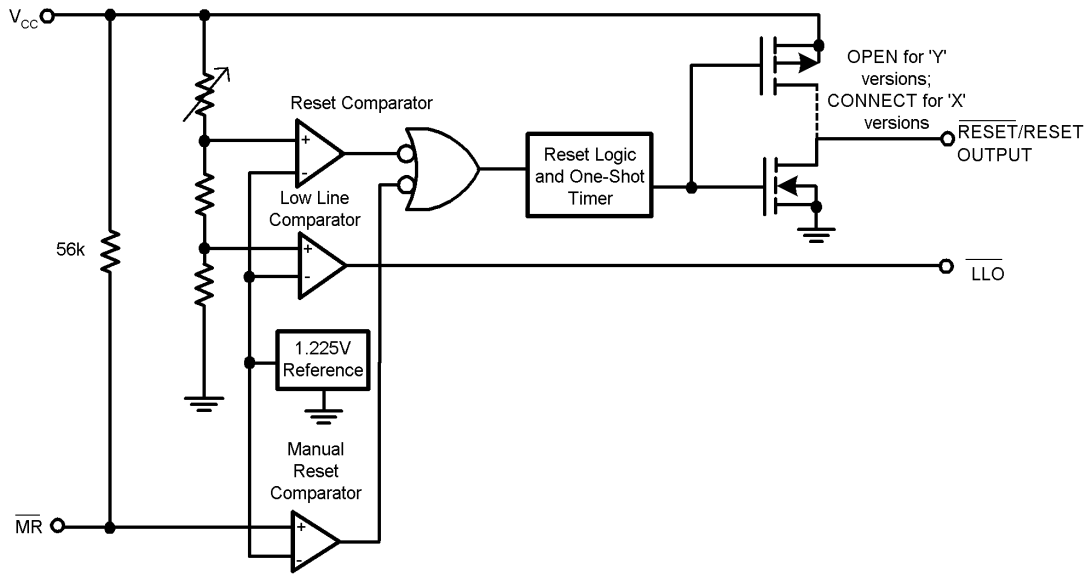 VCC
OPEN for 'Y'
versions;
CONNECT for 'X'
versions
Reset Comparator
+
-
RESET/RESET
OUTPUT
Reset Logic
and One-Shot
Timer
Low Line
Comparator
+
-
56k
LLO
1.225V
Reference
Manual
Reset
Comparator
MR
+
-